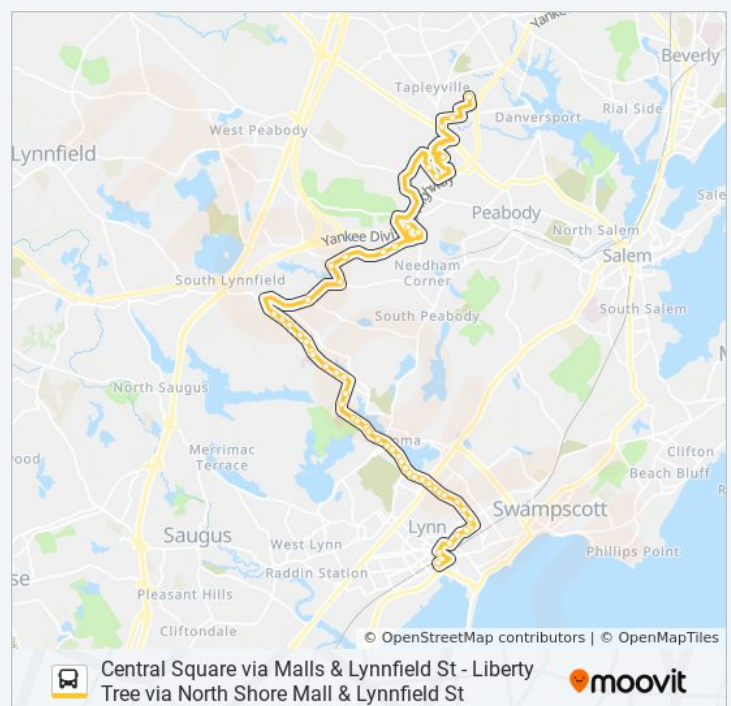 Yankee
Beverly
Tapleyville
Danversport
Rial Side
West Peabody
Lynnfield
Peabody
North Salem
Sale
Yankee Divi
ighway
Salem
Needham
Corner
South Lynnfield
South Salem
South Peabody
North Saugus
Merrimac
Terrace
oma
Clifton
Beach Bluff
Swampscott
Lynn
Saugus
West Lynn
Raddin Station
Phillips Point
Pleasant Hills
Cliftondale
© OpenStreetMap contributors | © OpenMapTiles
Central Square via Malls & Lynnfield St - Liberty
Tree via North Shore Mall & Lynnfield St
moovit